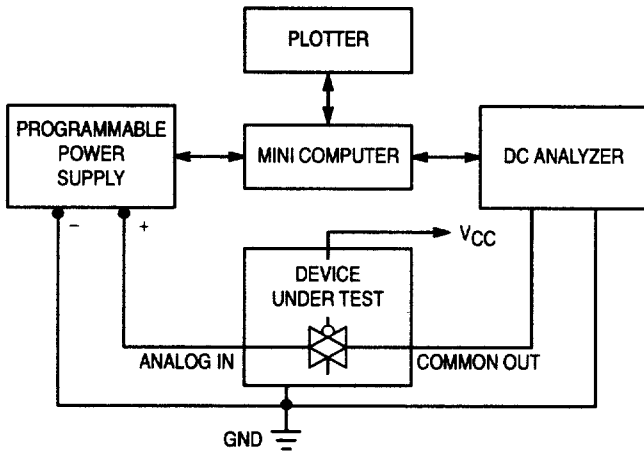 PLOTTER
PROGRAMMABLE
POWER
SUPPLY
MINI COMPUTER
DC ANALYZER
− +
VCC
DEVICE
UNDER TEST
ANALOG IN
COMMON OUT
GND